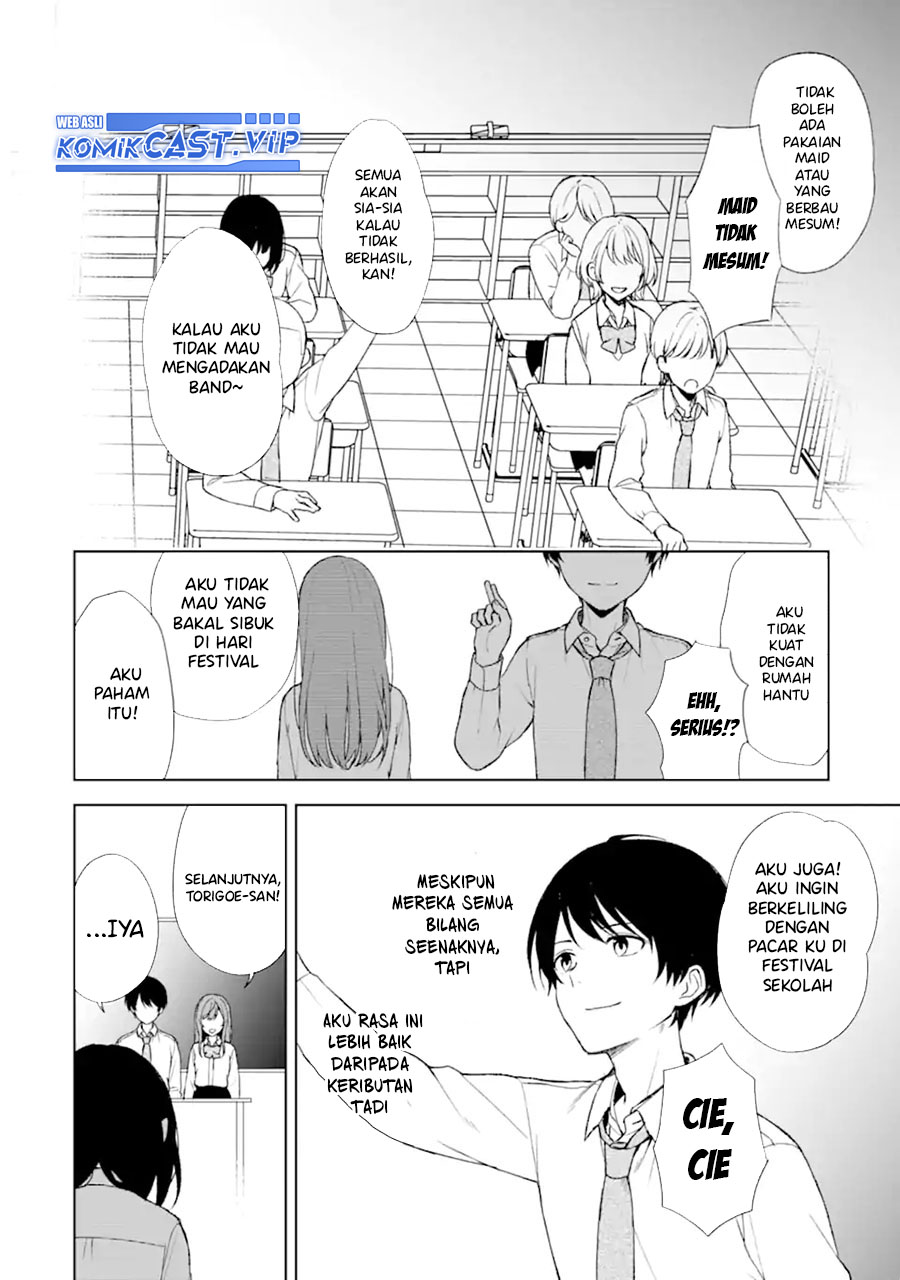 WEB ASLI
KOMIKCAST.VIP
TIDAK
BOLEH
ADA
PAKAIAN
MAID
ATAU
YANG
BERBAU
MESUM!
MAID
TIDAK
MESUM!
SEMUA
AKAN
SIA-SIA
KALAU
TIDAK
BERHASIL,
KAN!
KALAU AKU
TIDAK MAU
MENGADAKAN
BAND~
AKU
TIDAK
KUAT
DENGAN
RUMAH
HANTU
EHH,
SERIUS!?
AKU TIDAK
MAU YANG
BAKAL SIBUK
DI HARI
FESTIVAL
AKU
PAHAM
ITU!
AKU JUGA!
AKU INGIN
BERKELILING
DENGAN
PACAR KU DI
FESTIVAL
SEKOLAH
CIE,
CIE
MESKIPUN
MEREKA SEMUA
BILANG
SEENAKNYA,
TAPI
AKU RASA INI
LEBIH BAIK
DARIPADA
KERIBUTAN
TADI
SELANJUTNYA,
TORIGOE-SAN!
...IYA